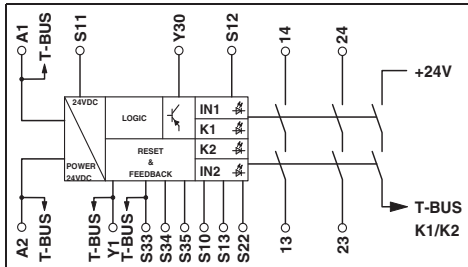 A1
T-BUS
S11
Y30
S12
14
24
+24V
24VDC
LOGIC
IN1
K1
K2
IN2
RESET
&
FEEDBACK
POWER
24VDC
T-BUS
K1/K2
A2
T-BUS
T-BUS
Y1
T-BUS
S33
S34
S35
S10
S13
S22
13
23